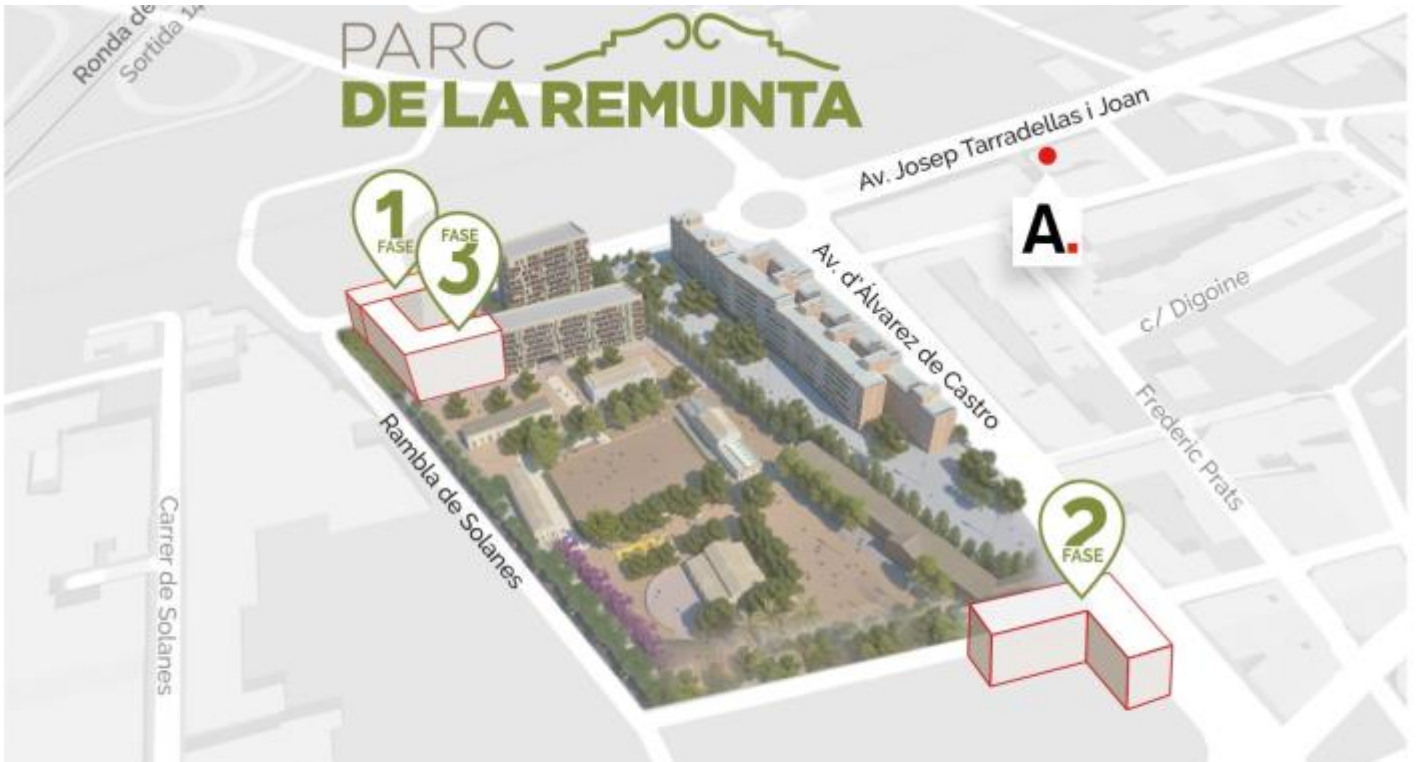 Ronda de
Sortida 14
PARC
DE LA REMUNTA
Av. Josep Tarradellas i Joan
A.
1
FASE
FASE
3
Av. d'Álvarez de Castro
c/ Digoine
Frederic Prats
Rambla de Solanes
Carrer de Solanes
2
FASE